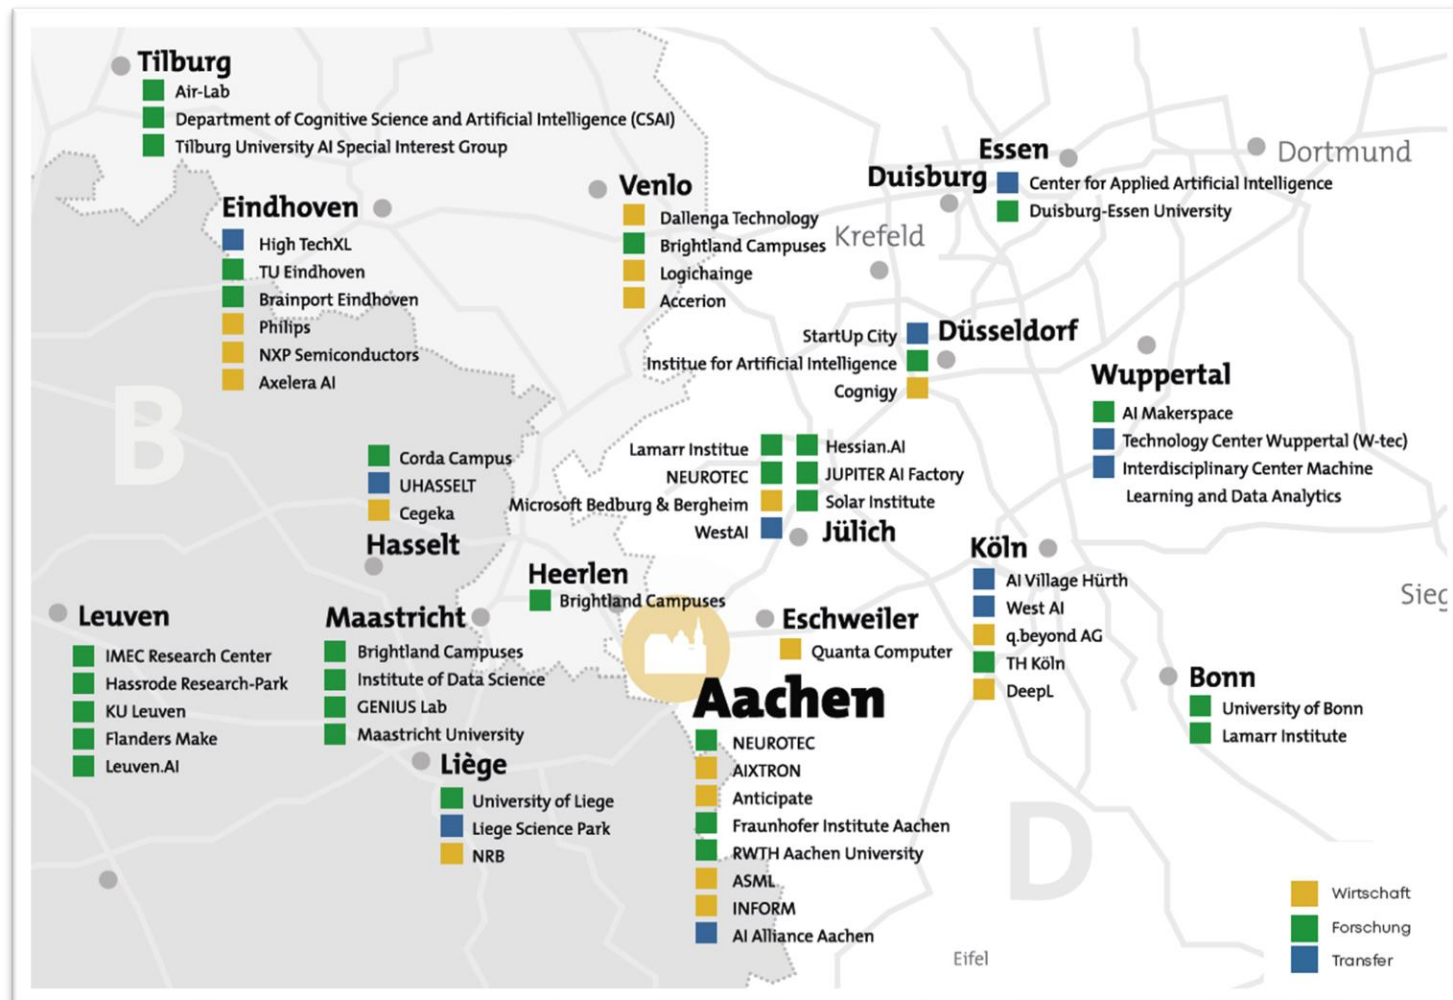 Tilburg
Air-Lab
Department of Cognitive Science and Artificial Intelligence (CSAI)
Tilburg University AI Special Interest Group
Eindhoven
High TechXL
TU Eindhoven
Brainport Eindhoven
Philips
NXP Semiconductors
Axelera AI
Venlo
Dallenga Technology
Brightland Campuses
Logichainge
Accerion
Krefeld
Duisburg
Essen
Center for Applied Artificial Intelligence
Duisburg-Essen University
Dortmund
StartUp City
Düsseldorf
Institue for Artificial Intelligence
Cognigy
Wuppertal
AI Makerspace
Technology Center Wuppertal (W-tec)
Interdisciplinary Center Machine
Learning and Data Analytics
B
Corda Campus
UHASSELT
Cegeka
Hasselt
Lamarr Institue
NEUROTEC
Microsoft Bedburg & Bergheim
WestAI
Hessian.AI
JUPITER AI Factory
Solar Institute
Jülich
Köln
AI Village Hürth
West AI
q.beyond AG
TH Köln
DeepL
Sieg
Heerlen
Brightland Campuses
Leuven
IMEC Research Center
Hassrode Research-Park
KU Leuven
Flanders Make
Leuven.AI
Maastricht
Brightland Campuses
Institute of Data Science
GENIUS Lab
Maastricht University
Eschweiler
Quanta Computer
Bonn
University of Bonn
Lamarr Institute
Liège
University of Liege
Liege Science Park
NRB
Aachen
NEUROTEC
AIXTRON
Anticipate
Fraunhofer Institute Aachen
RWTH Aachen University
ASML
INFORM
AI Alliance Aachen
D
Eifel
Wirtschaft
Forschung
Transfer